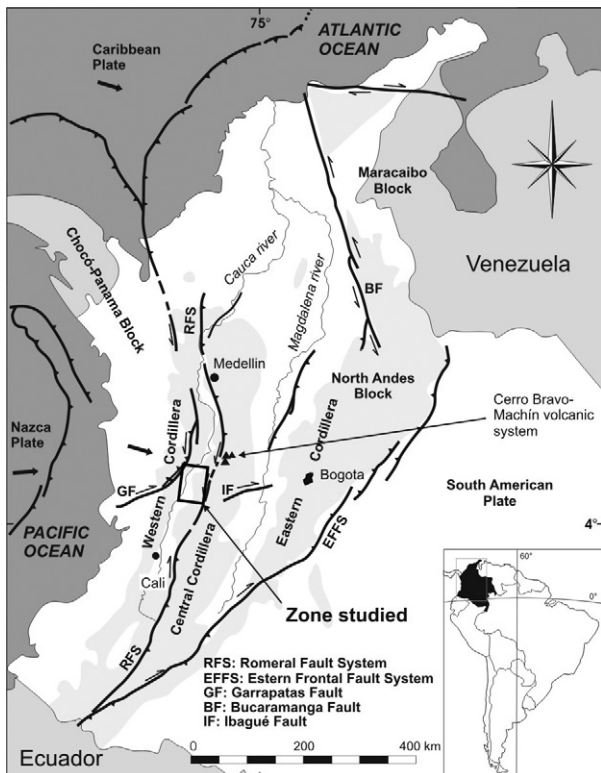 75°
ATLANTIC
OCEAN
Caribbean
Plate
Maracaibo
Block
Venezuela
Chocó-Panama Block
Cauca river
Magdalena river
BF
RFS
Medellin
North Andes
Block
Cerro Bravo-
Machín volcanic
system
Nazca
Plate
Western Cordillera
GF
IF
Eastern Cordillera
Bogota
South American
Plate
4°
PACIFIC
OCEAN
Cali
Central Cordillera
EFFS
Zone studied
RFS
RFS: Romeral Fault System
EFFS: Estern Frontal Fault System
GF: Garrapatas Fault
BF: Bucaramanga Fault
IF: Ibagué Fault
0 200 400 km
Ecuador
60°
0°